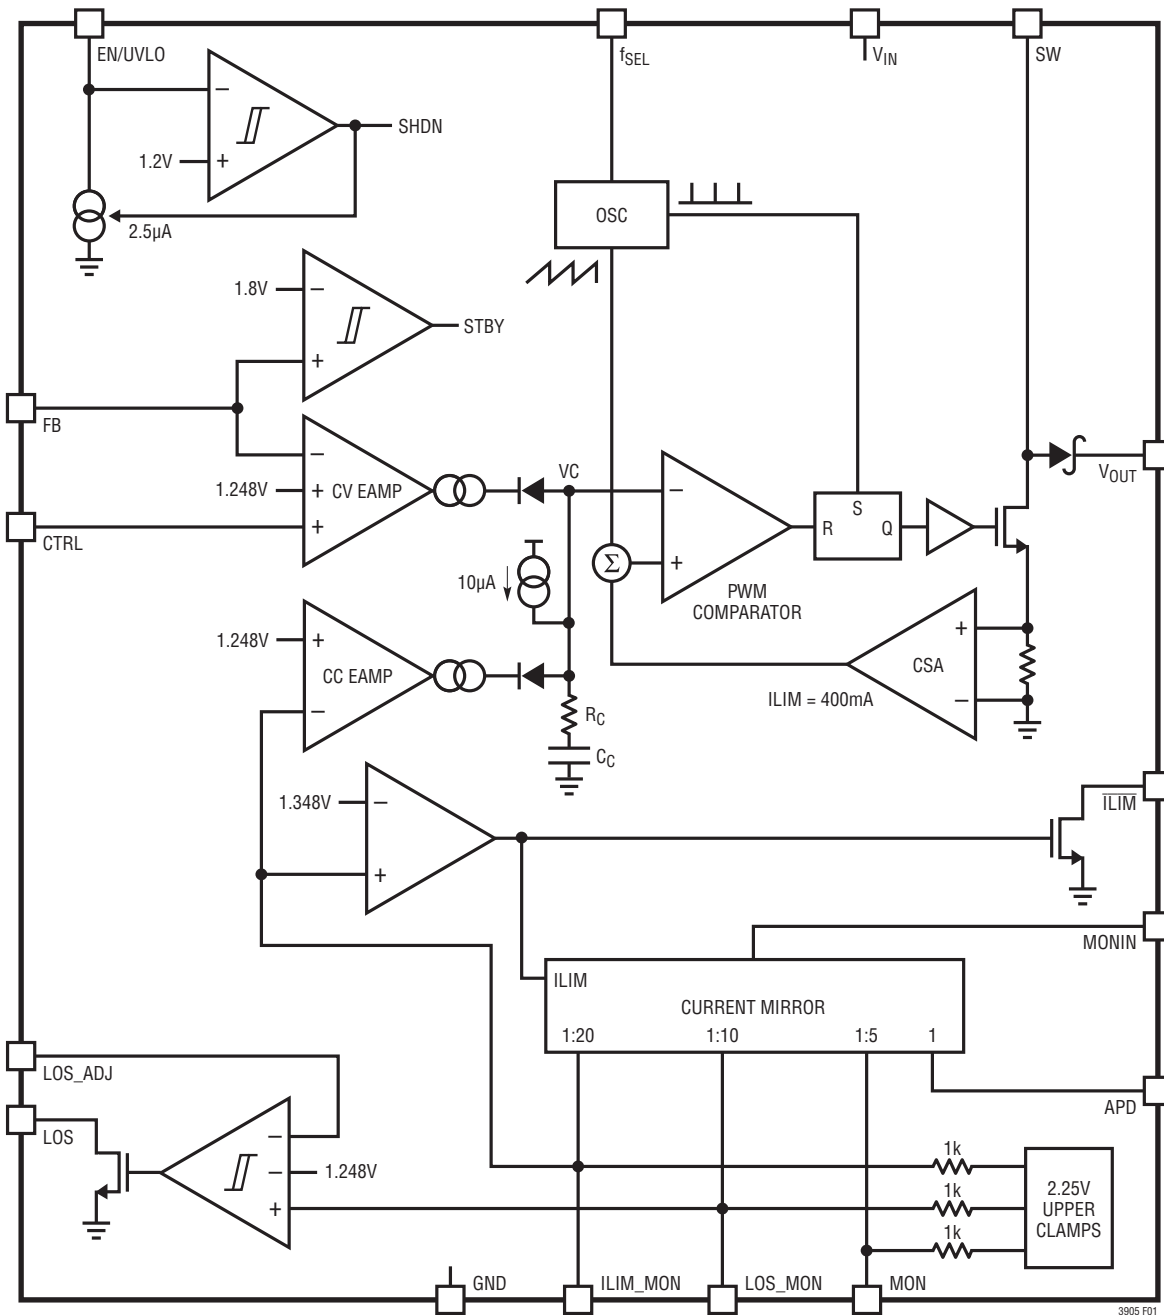 EN/UVLO
fSEL
VIN
SW
−
SHDN
1.2V
+
2.5µA
OSC
1.8V
−
STBY
+
FB
−
1.248V
+
CV EAMP
+
CTRL
VC
−
+
PWM
COMPARATOR
Σ
S
R
Q
VOUT
10µA
1.248V
+
CC EAMP
−
RC
CC
+
CSA
−
ILIM = 400mA
1.348V
−
+
ILIM
MONIN
ILIM
CURRENT MIRROR
1:20
1:10
1:5
1
APD
LOS_ADJ
LOS
−
−
1.248V
+
1k
1k
1k
2.25V
UPPER
CLAMPS
GND
ILIM_MON
LOS_MON
MON
3905 F01